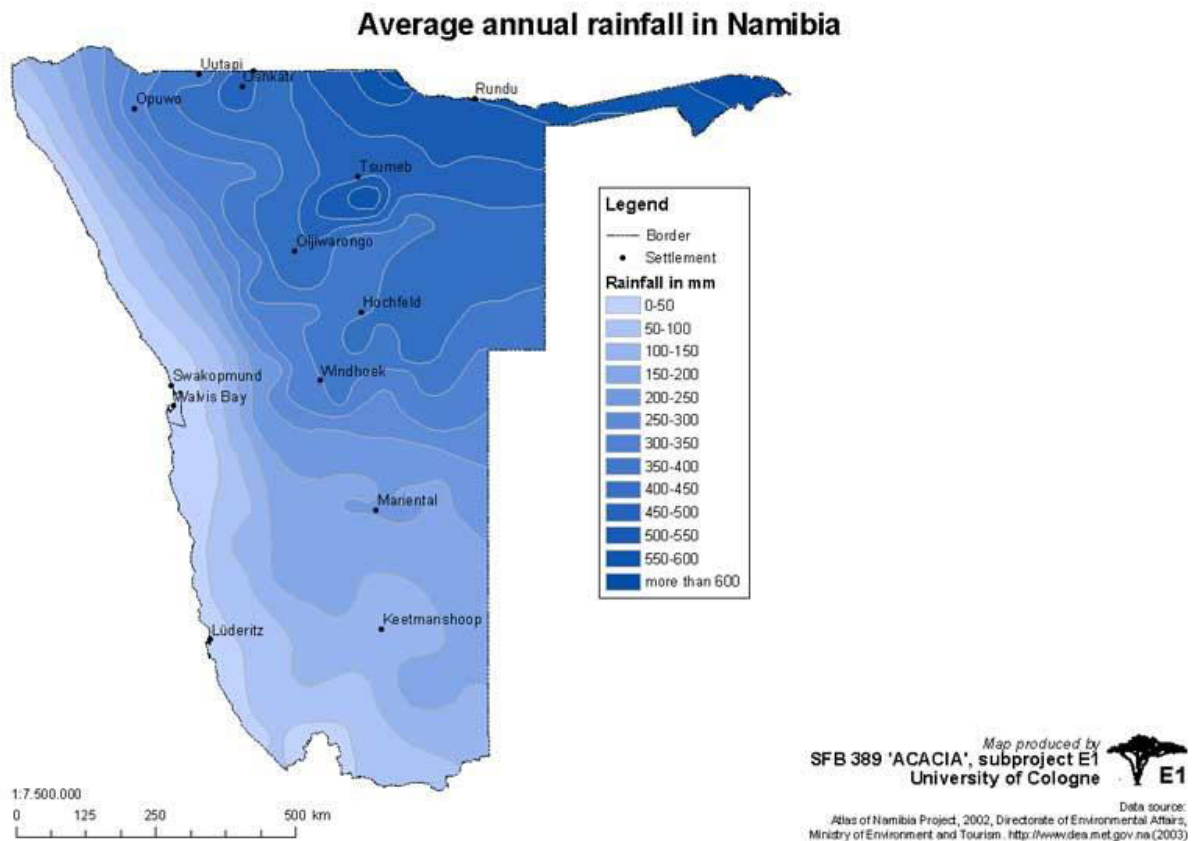 Average annual rainfall in Namibia
Uutapi
Oshkati
Opuwo
Rundu
Tsumeb
Otjiwarongo
Hochfeld
Swakopmund
Windhoek
Walvis Bay
Mariental
Keetmanshoop
Lüderitz
Legend
Border
Settlement
Rainfall in mm
0-50
50-100
100-150
150-200
200-250
250-300
300-350
350-400
400-450
450-500
500-550
550-600
more than 600
1:7.500.000
0 125 250 500 km
Map produced by
SFB 389 'ACACIA', subproject E1
University of Cologne
E1
Data source:
Atlas of Namibia Project, 2002, Directorate of Environmental Affairs,
Ministry of Environment and Tourism. http://www.dea.met.gov.na (2003)